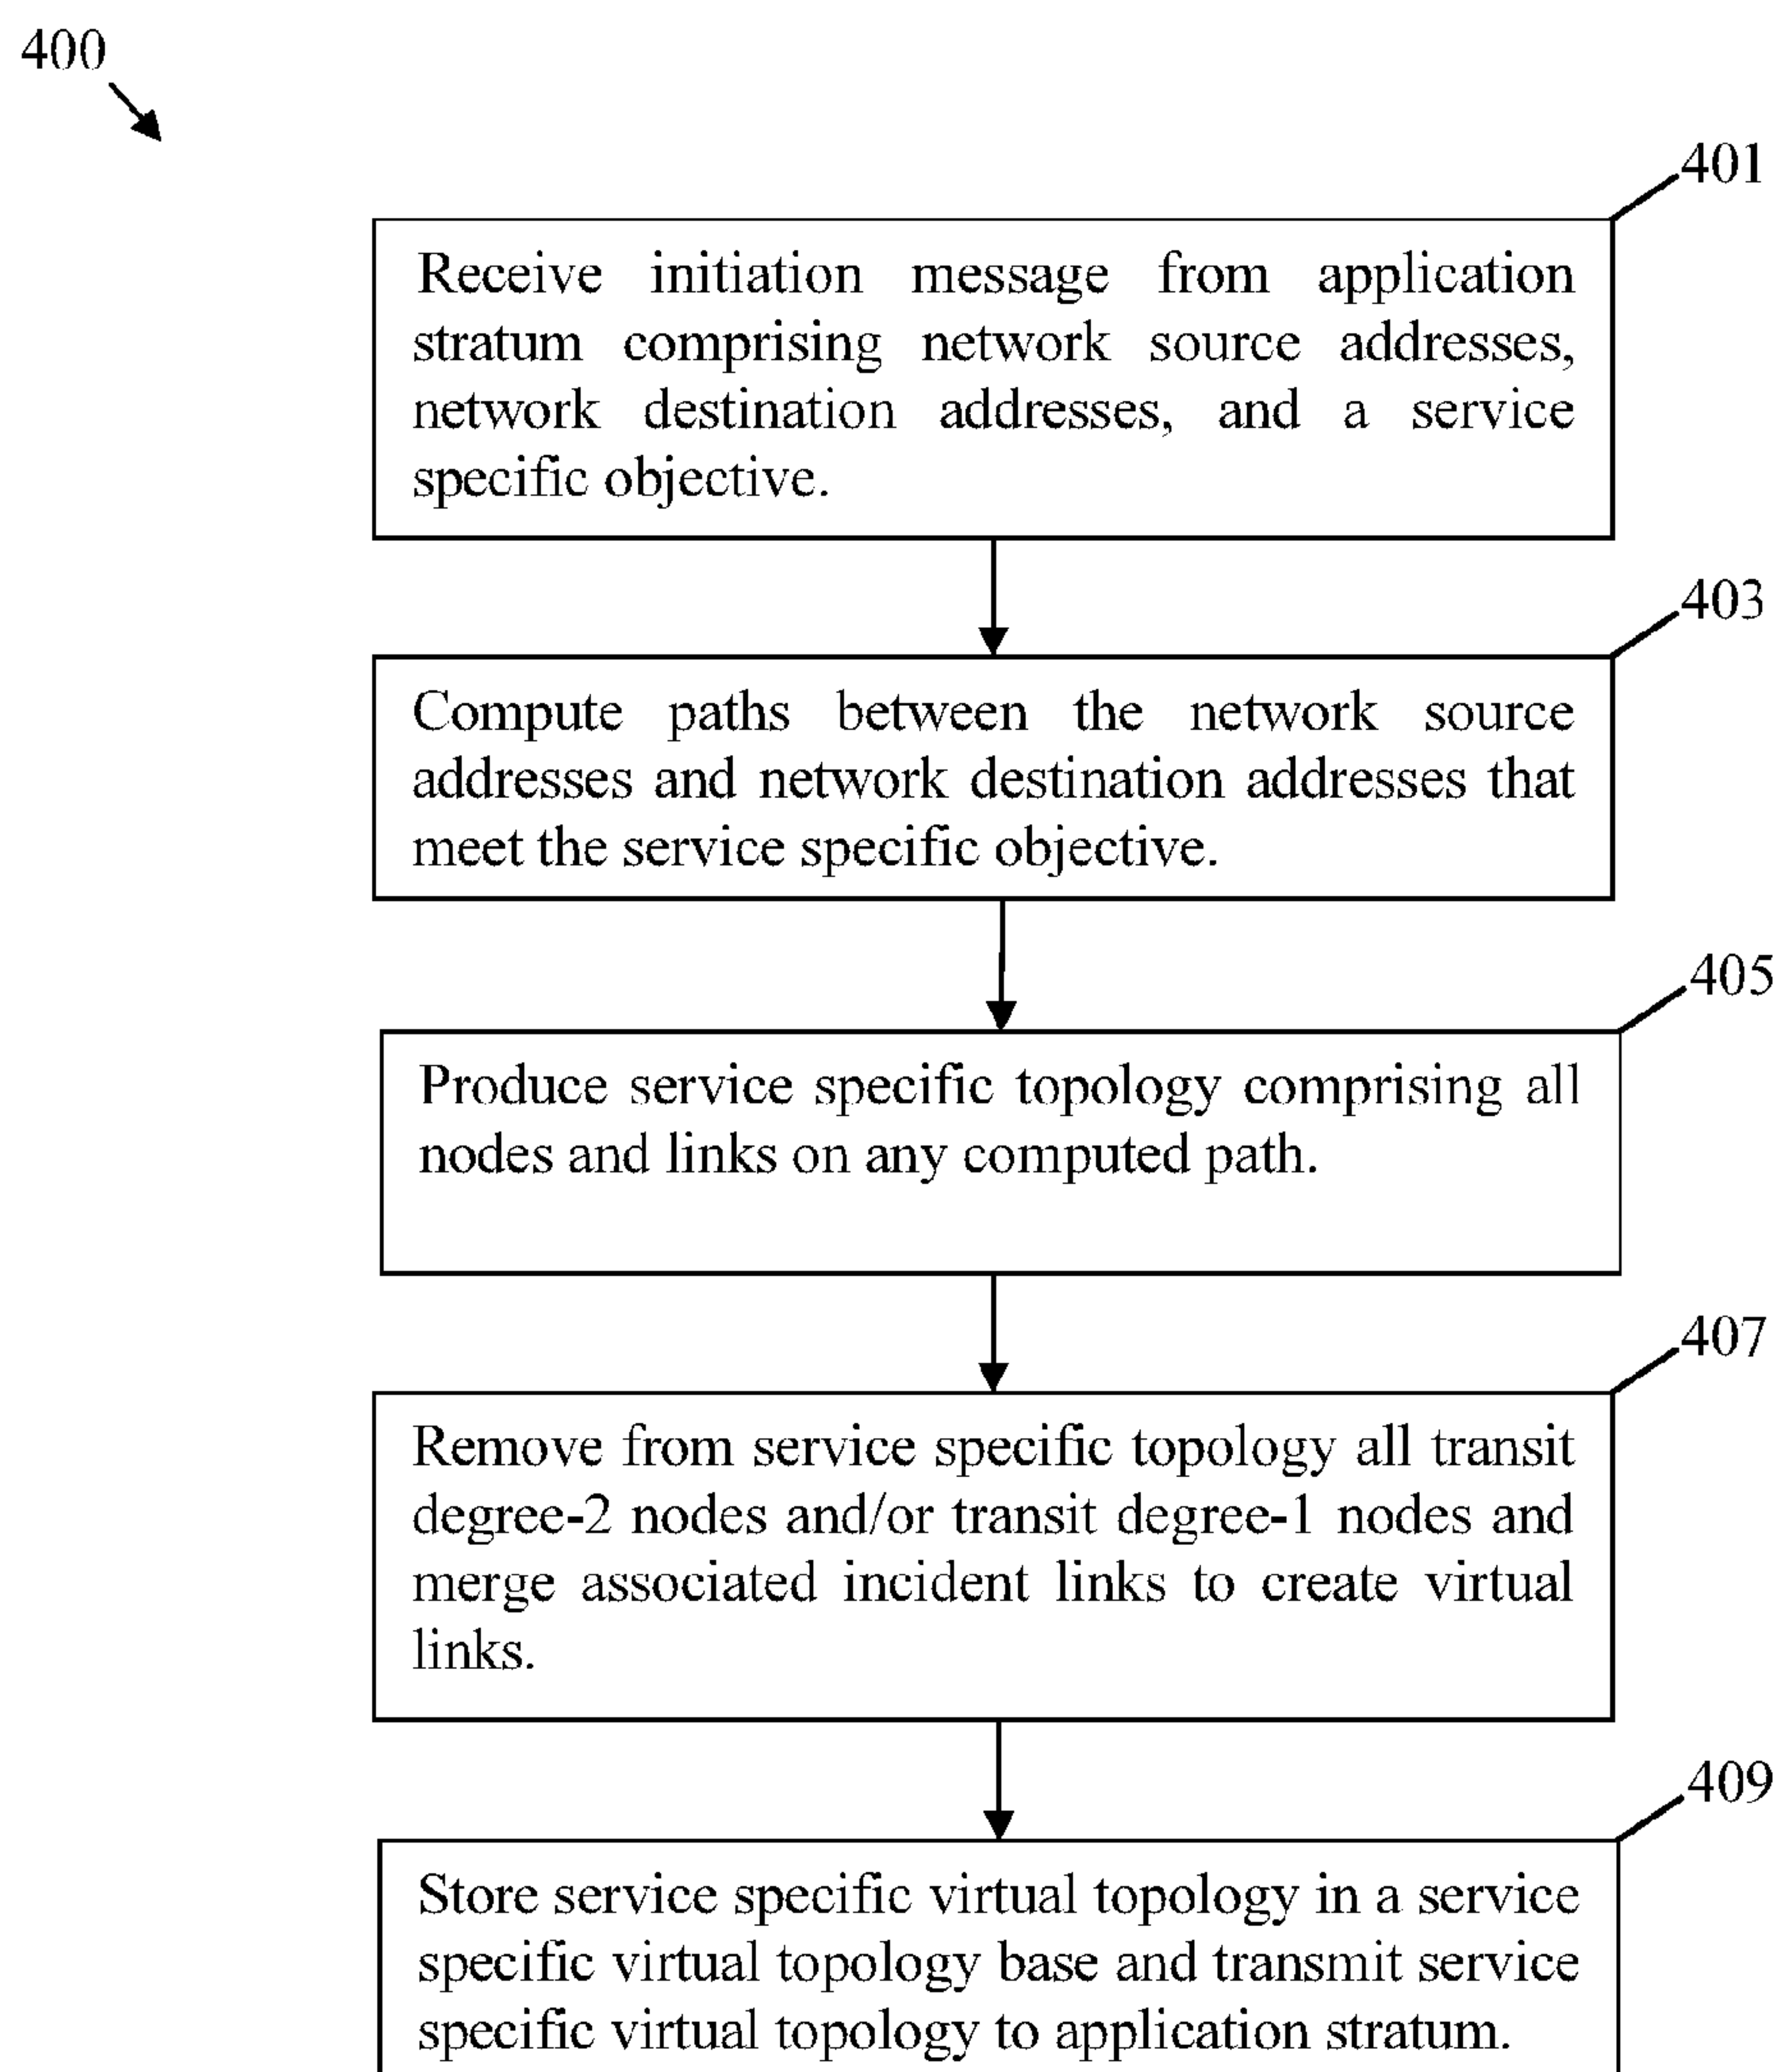 400
401
Receive initiation message from application
stratum comprising network source addresses,
network destination addresses, and a service
specific objective.
403
Compute paths between the network source
addresses and network destination addresses that
meet the service specific objective.
405
Produce service specific topology comprising all
nodes and links on any computed path.
407
Remove from service specific topology all transit
degree-2 nodes and/or transit degree-1 nodes and
merge associated incident links to create virtual
links.
409
Store service specific virtual topology in a service
specific virtual topology base and transmit service
specific virtual topology to application stratum.